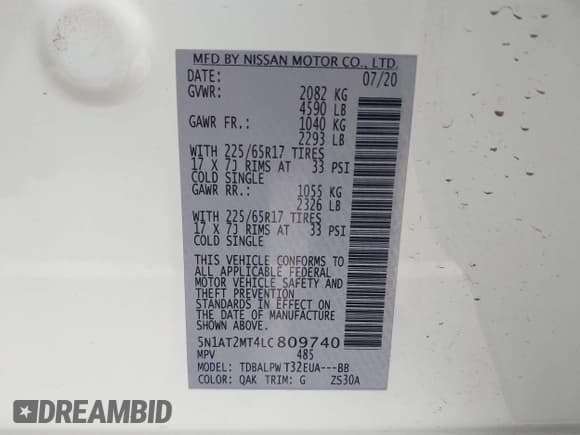 MFD BY NISSAN MOTOR CO., LTD.
DATE: 07/20
GVWR: 2082 KG
4590 LB
GAWR FR.: 1040 KG
2293 LB
WITH 225/65R17 TIRES
17 X 7J RIMS AT 33 PSI
COLD SINGLE
GAWR RR.: 1055 KG
2326 LB
WITH 225/65R17 TIRES
17 X 7J RIMS AT 33 PSI
COLD SINGLE
THIS VEHICLE CONFORMS TO
ALL APPLICABLE FEDERAL
MOTOR VEHICLE SAFETY AND
THEFT PREVENTION
STANDARDS IN EFFECT ON
THE DATE OF MANUFACTURE
SHOWN ABOVE.
5N1AT2MT4LC809740
MPV 485
MODEL: TDBALPW T32EUA---BB
COLOR: QAK TRIM: G ZS30A
DREAMBID